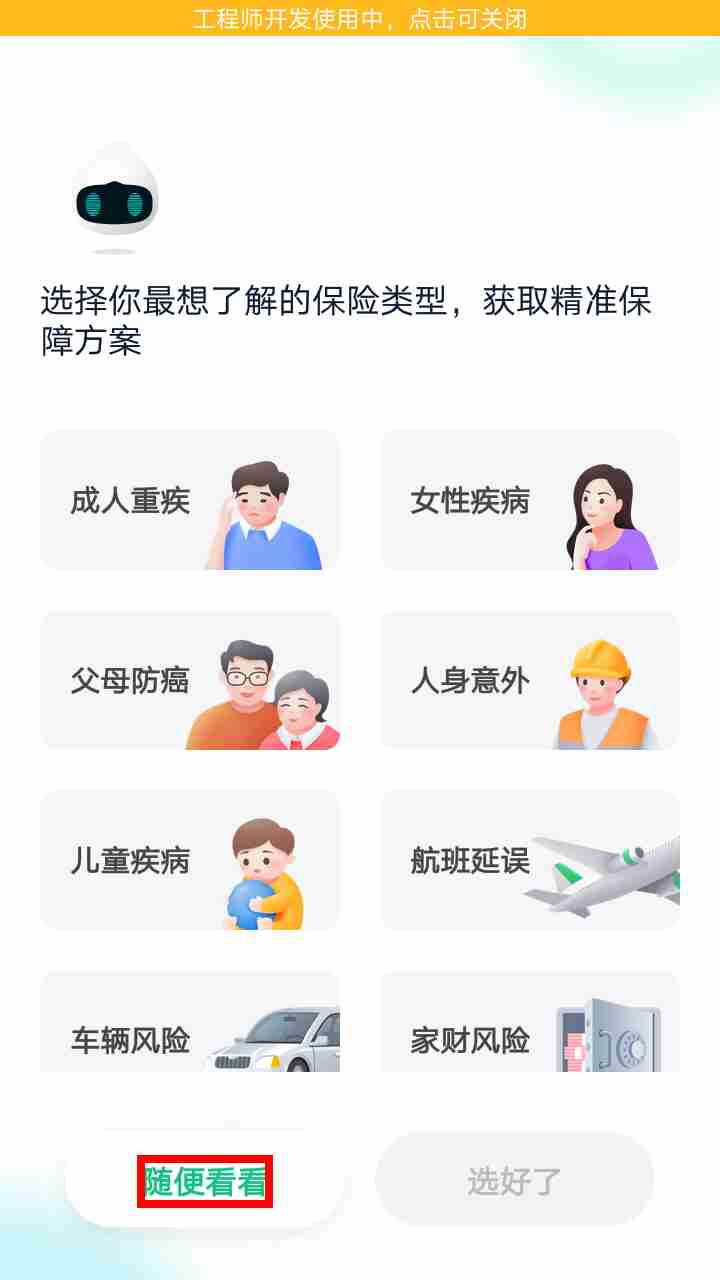 工程师开发使用中，点击可关闭
选择你最想了解的保险类型，获取精准保
障方案
成人重疾
女性疾病
父母防癌
人身意外
儿童疾病
航班延误
车辆风险
家财风险
随便看看
选好了